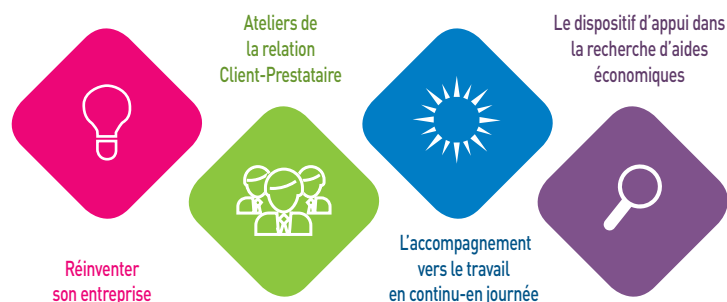 Réinventer
son entreprise
Ateliers de
la relation
Client-Prestataire
L'accompagnement
vers le travail
en continu-en journée
Le dispositif d'appui dans
la recherche d'aides
économiques